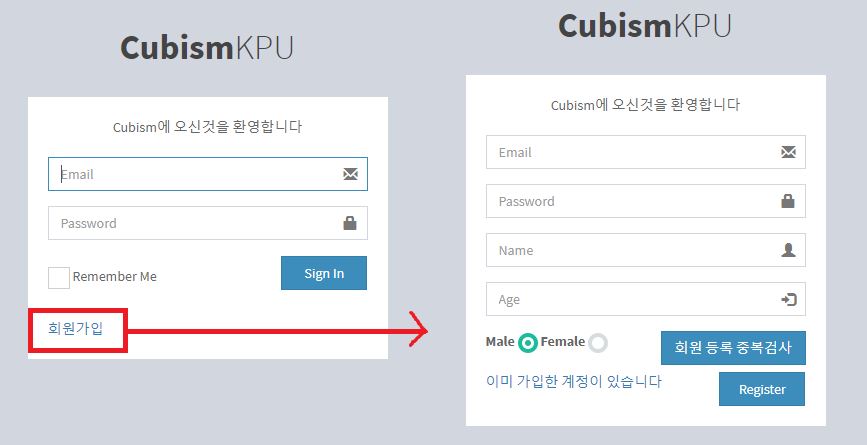 CubismKPU
Cubism에 오신것을 환영합니다
Email
Password
Remember Me
Sign In
회원가입
CubismKPU
Cubism에 오신것을 환영합니다
Email
Password
Name
Age
Male Female
회원 등록 중복검사
이미 가입한 계정이 있습니다
Register